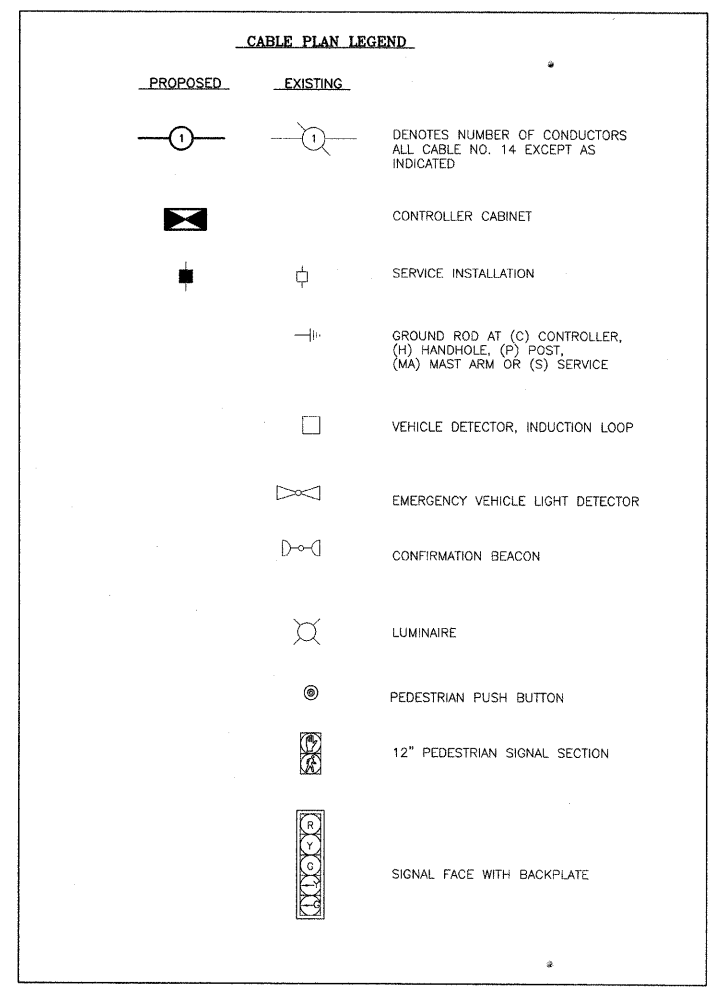 CABLE PLAN LEGEND
PROPOSED EXISTING
1 1 DENOTES NUMBER OF CONDUCTORS
ALL CABLE NO. 14 EXCEPT AS
INDICATED
CONTROLLER CABINET
SERVICE INSTALLATION
GROUND ROD AT (C) CONTROLLER,
(H) HANDHOLE, (P) POST,
(MA) MAST ARM OR (S) SERVICE
VEHICLE DETECTOR, INDUCTION LOOP
EMERGENCY VEHICLE LIGHT DETECTOR
CONFIRMATION BEACON
LUMINAIRE
PEDESTRIAN PUSH BUTTON
12" PEDESTRIAN SIGNAL SECTION
R
Y
G
Y
G
SIGNAL FACE WITH BACKPLATE